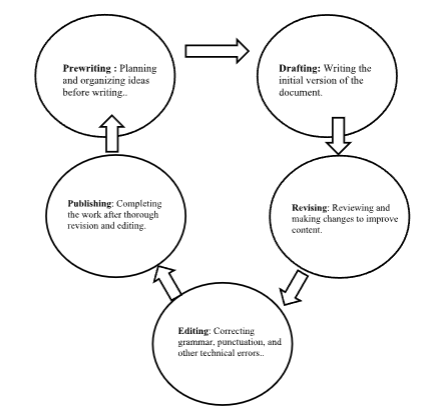 Prewriting : Planning
and organizing ideas
before writing..
Drafting: Writing the
initial version of the
document.
Revising: Reviewing and
making changes to improve
content.
Editing: Correcting
grammar, punctuation, and
other technical errors..
Publishing: Completing
the work after thorough
revision and editing.